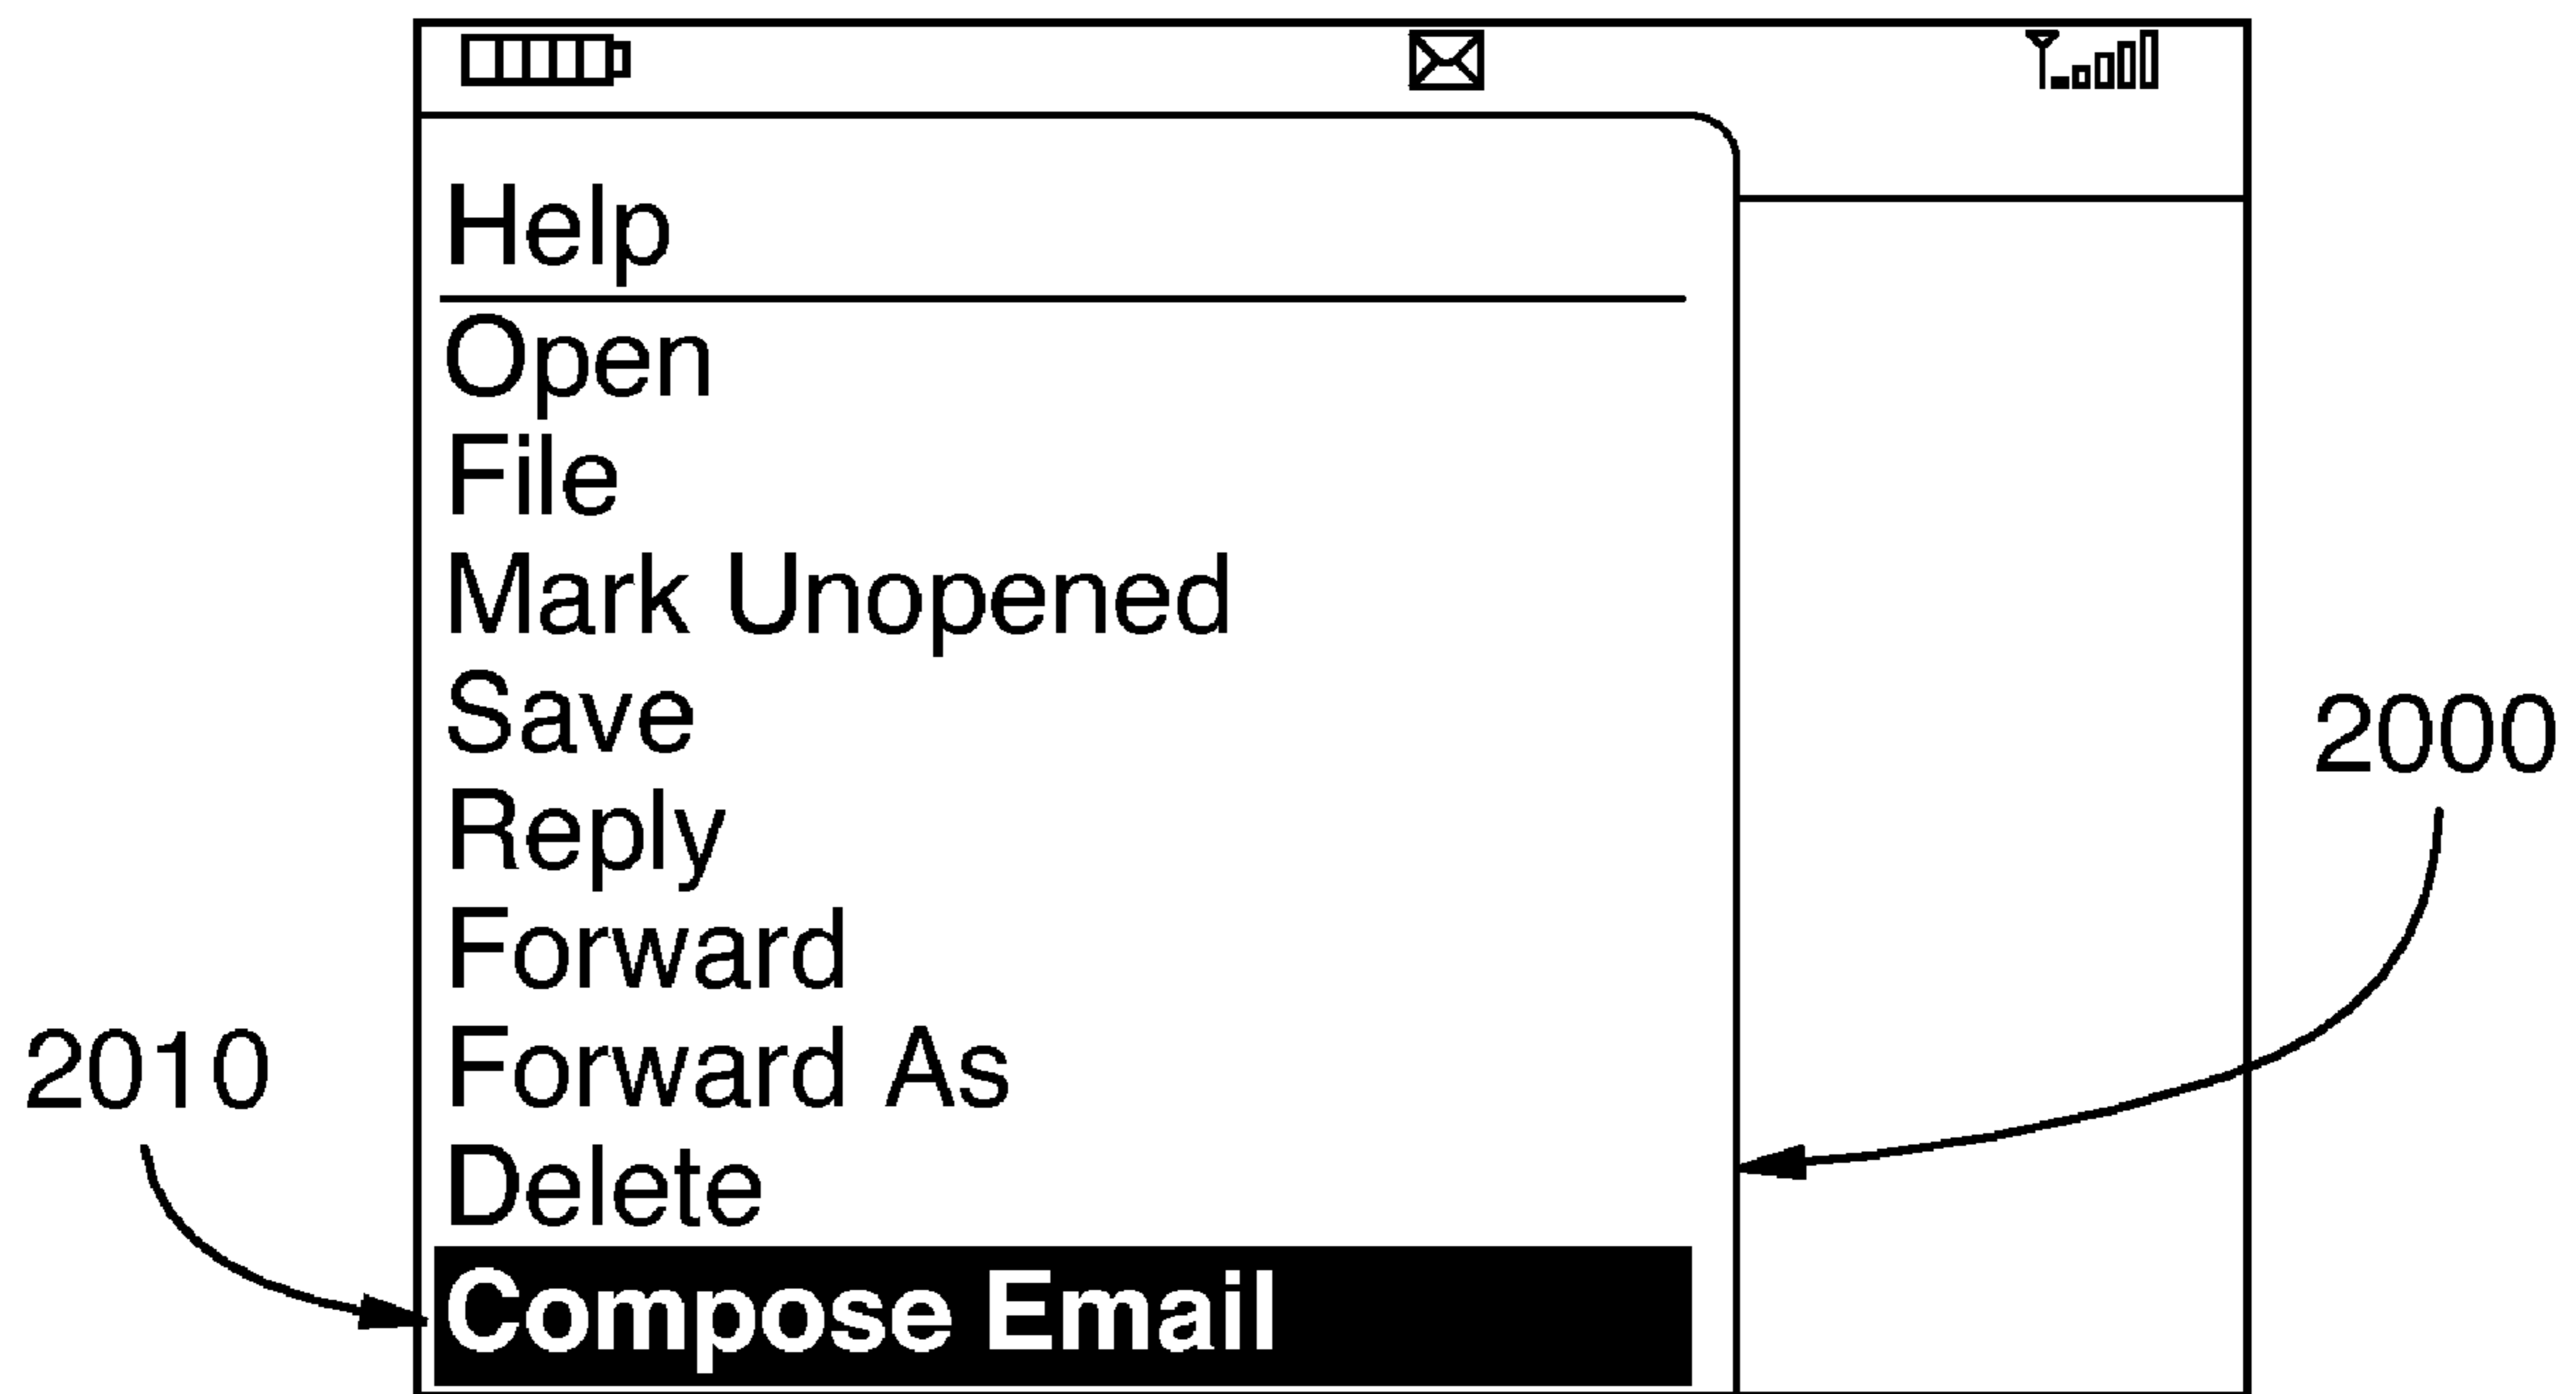 Help
Open
File
Mark Unopened
Save
2000
Reply
Forward
2010
Forward As
Delete
Compose Email